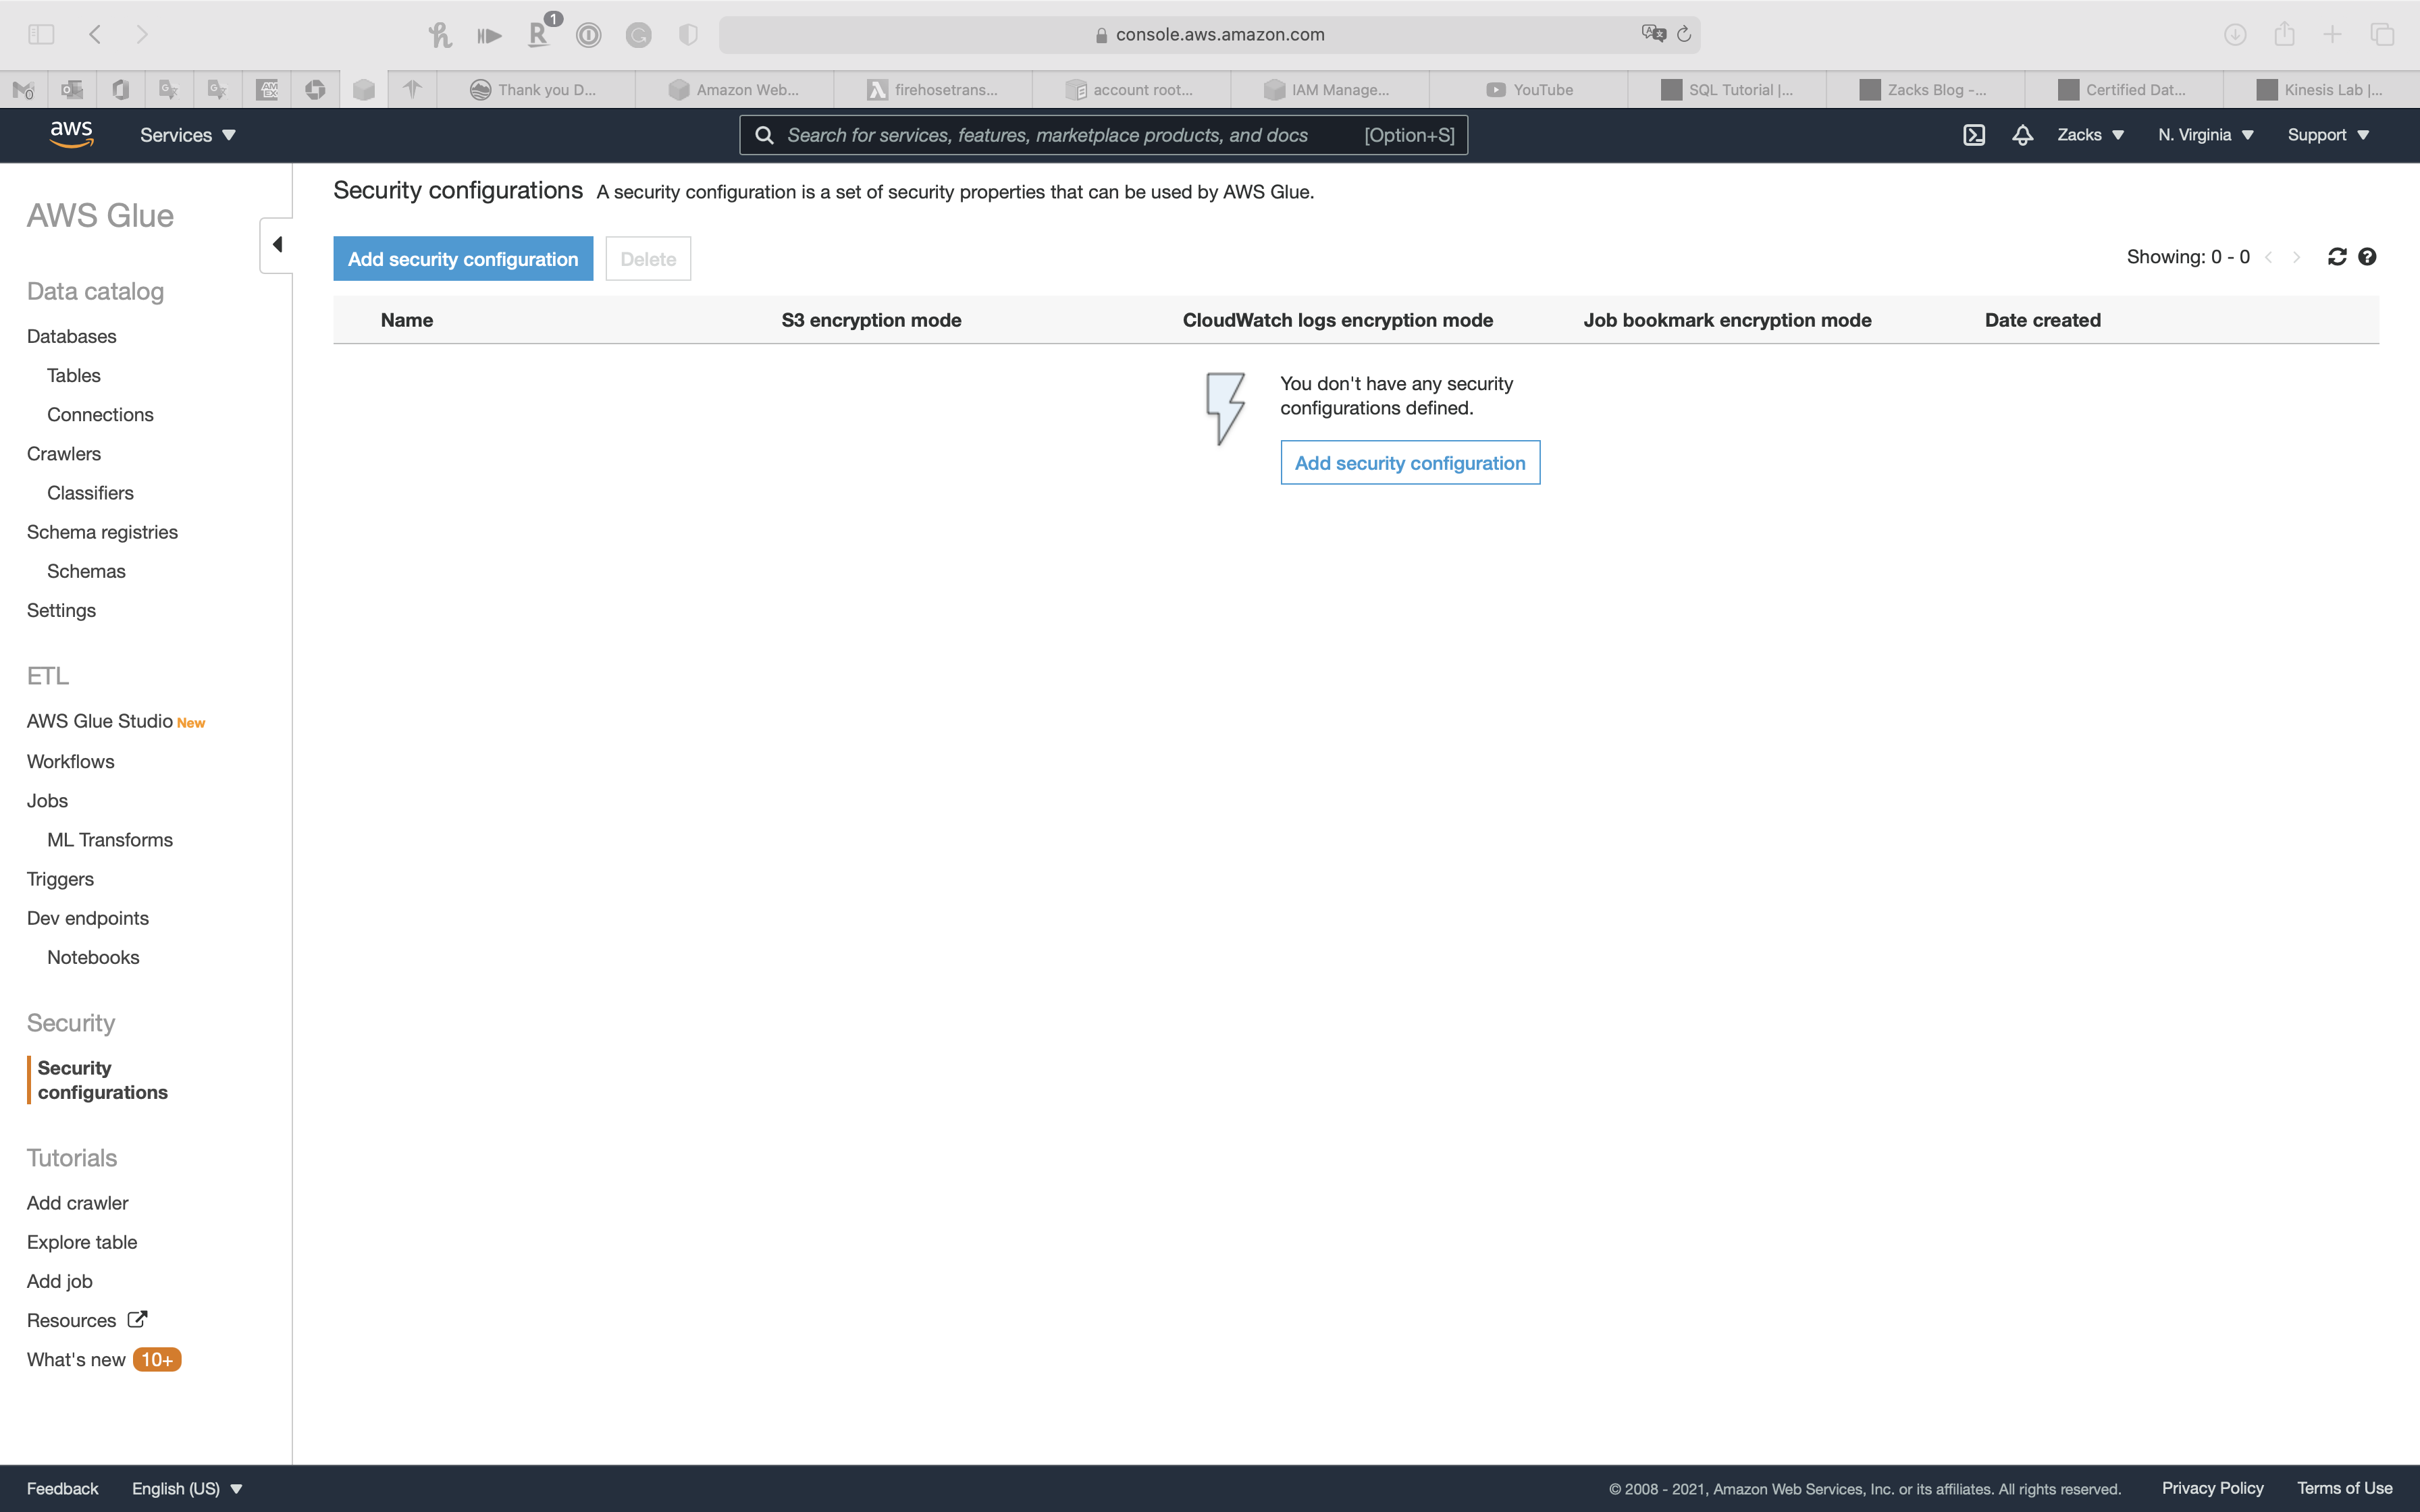 1
console.aws.amazon.com
0
AM
EX
Thank you D...
Amazon Web...
firehosetrans...
account root...
IAM Manage...
YouTube
SQL Tutorial |...
Zacks Blog -...
Certified Dat...
Kinesis Lab |...
aws
Services
Search for services, features, marketplace products, and docs [Option+S]
Zacks
N. Virginia
Support
AWS Glue
Data catalog
Databases
Tables
Connections
Crawlers
Classifiers
Schema registries
Schemas
Settings
ETL
AWS Glue Studio New
Workflows
Jobs
ML Transforms
Triggers
Dev endpoints
Notebooks
Security
Security
configurations
Tutorials
Add crawler
Explore table
Add job
Resources
What's new 10+
Security configurations A security configuration is a set of security properties that can be used by AWS Glue.
Add security configuration
Delete
Showing: 0 - 0
Name S3 encryption mode CloudWatch logs encryption mode Job bookmark encryption mode Date created
You don't have any security
configurations defined.
Add security configuration
Feedback
English (US)
© 2008 - 2021, Amazon Web Services, Inc. or its affiliates. All rights reserved.
Privacy Policy
Terms of Use